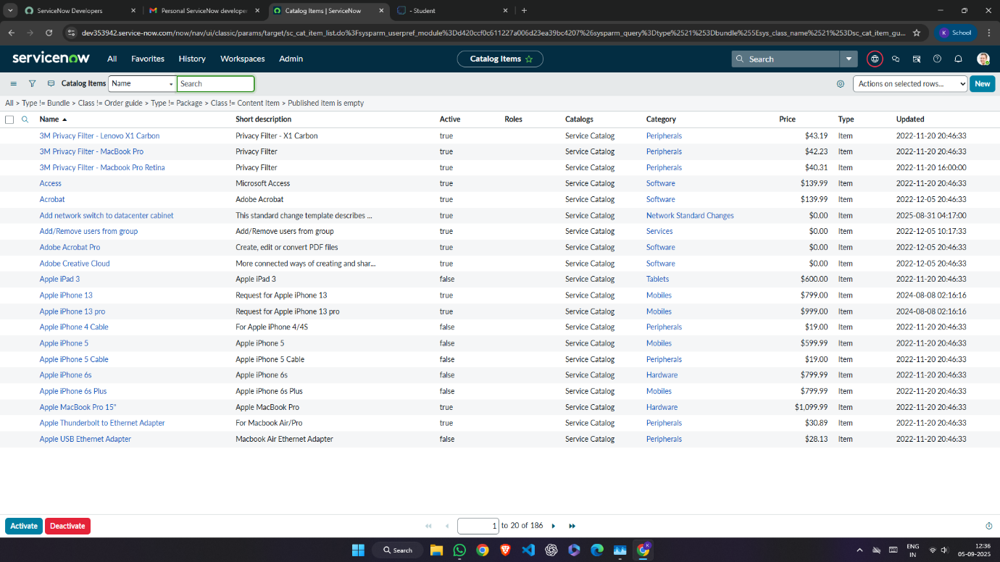 ServiceNow Developers
Personal ServiceNow developer
Catalog Items | ServiceNow
- Student
dev353942.service-now.com/now/nav/ui/classic/params/target/sc_cat_item_list.do%3Fsysparm_userpref_module%3Dd420ccf0c611227a006d23ea39bc4207%26sysparm_query%3Dtype%2521%253Dbundle%255Esys_class_name%2521%253Dsc_cat_item_gu...
K School
servicenow All Favorites History Workspaces Admin Catalog Items Search
Catalog Items Name Search Actions on selected rows... New
All > Type != Bundle > Class != Order guide > Type != Package > Class != Content Item > Published item is empty
Name Short description Active Roles Catalogs Category Price Type Updated
3M Privacy Filter - Lenovo X1 Carbon Privacy Filter - X1 Carbon true Service Catalog Peripherals $43.19 Item 2022-11-20 20:46:33
3M Privacy Filter - MacBook Pro Privacy Filter true Service Catalog Peripherals $42.23 Item 2022-11-20 20:46:33
3M Privacy Filter - Macbook Pro Retina Privacy Filter true Service Catalog Peripherals $40.31 Item 2022-11-20 16:00:00
Access Microsoft Access true Service Catalog Software $139.99 Item 2022-11-20 20:46:33
Acrobat Adobe Acrobat true Service Catalog Software $139.99 Item 2022-12-05 20:46:33
Add network switch to datacenter cabinet This standard change template describes ... true Service Catalog Network Standard Changes $0.00 Item 2025-08-31 04:17:00
Add/Remove users from group Add/Remove users from group true Service Catalog Services $0.00 Item 2022-12-05 10:17:33
Adobe Acrobat Pro Create, edit or convert PDF files true Service Catalog Software $0.00 Item 2022-12-05 20:46:33
Adobe Creative Cloud More connected ways of creating and shar... true Service Catalog Software $0.00 Item 2022-12-05 20:46:33
Apple iPad 3 Apple iPad 3 false Service Catalog Tablets $600.00 Item 2022-11-20 20:46:33
Apple iPhone 13 Request for Apple iPhone 13 true Service Catalog Mobiles $799.00 Item 2024-08-08 02:16:16
Apple iPhone 13 pro Request for Apple iPhone 13 pro true Service Catalog Mobiles $999.00 Item 2024-08-08 02:16:16
Apple iPhone 4 Cable For Apple iPhone 4/4S false Service Catalog Peripherals $19.00 Item 2022-11-20 20:46:33
Apple iPhone 5 Apple iPhone 5 false Service Catalog Mobiles $599.99 Item 2022-11-20 20:46:33
Apple iPhone 5 Cable Apple iPhone 5 Cable false Service Catalog Peripherals $19.00 Item 2022-11-20 20:46:33
Apple iPhone 6s Apple iPhone 6s false Service Catalog Hardware $799.99 Item 2022-11-20 20:46:33
Apple iPhone 6s Plus Apple iPhone 6s Plus false Service Catalog Mobiles $799.99 Item 2022-11-20 20:46:33
Apple MacBook Pro 15" Apple MacBook Pro true Service Catalog Hardware $1,099.99 Item 2022-11-20 20:46:33
Apple Thunderbolt to Ethernet Adapter For Macbook Air/Pro true Service Catalog Peripherals $30.89 Item 2022-11-20 20:46:33
Apple USB Ethernet Adapter Macbook Air Ethernet Adapter false Service Catalog Peripherals $28.13 Item 2022-11-20 20:46:33
Activate Deactivate 1 to 20 of 186
Search
K
ENG
IN
12:36
05-09-2025